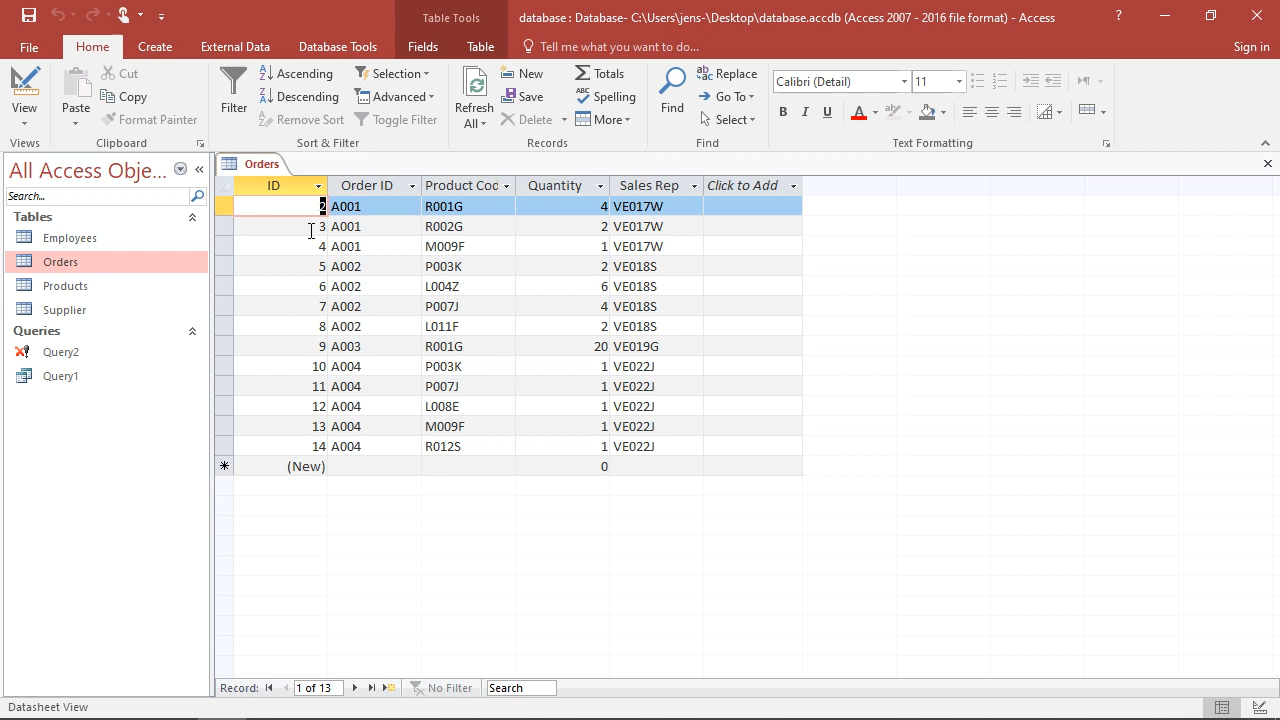 Table Tools
database : Database- C:\Users\jens-\Desktop\database.accdb (Access 2007 - 2016 file format) - Access
?
File Home Create External Data Database Tools Fields Table Tell me what you want to do... Sign in
View
Views
Paste
Cut
Copy
Format Painter
Clipboard
Filter
Ascending
Descending
Remove Sort
Selection
Advanced
Toggle Filter
Sort & Filter
Refresh
All
New
Save
Delete
Totals
Spelling
More
Records
Find
Replace
Go To
Select
Find
Calibri (Detail) 11
B I U A
Text Formatting
All Access Obje...
Search...
Tables
Employees
Orders
Products
Supplier
Queries
Query2
Query1
Orders
ID Order ID Product Cod Quantity Sales Rep Click to Add
2 A001 R001G 4 VE017W
3 A001 R002G 2 VE017W
4 A001 M009F 1 VE017W
5 A002 P003K 2 VE018S
6 A002 L004Z 6 VE018S
7 A002 P007J 4 VE018S
8 A002 L011F 2 VE018S
9 A003 R001G 20 VE019G
10 A004 P003K 1 VE022J
11 A004 P007J 1 VE022J
12 A004 L008E 1 VE022J
13 A004 M009F 1 VE022J
14 A004 R012S 1 VE022J
* (New) 0
Record: 1 of 13 No Filter Search
Datasheet View